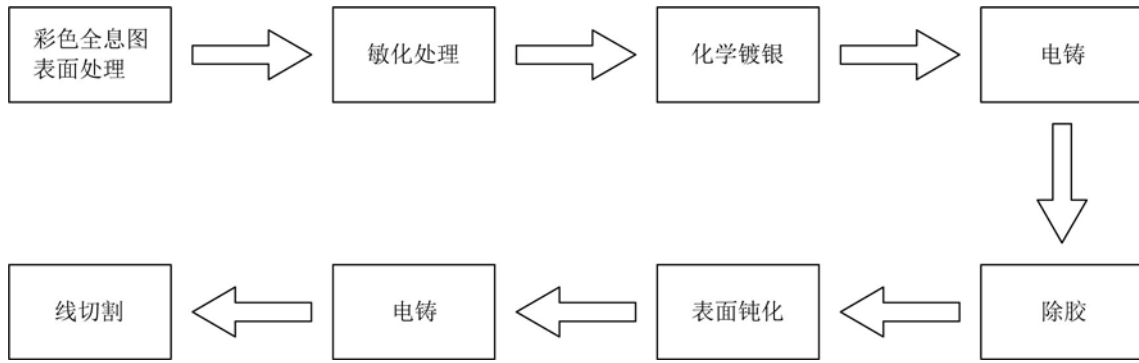 彩色全息图
表面处理
敏化处理
化学镀银
电铸
除胶
表面钝化
电铸
线切割